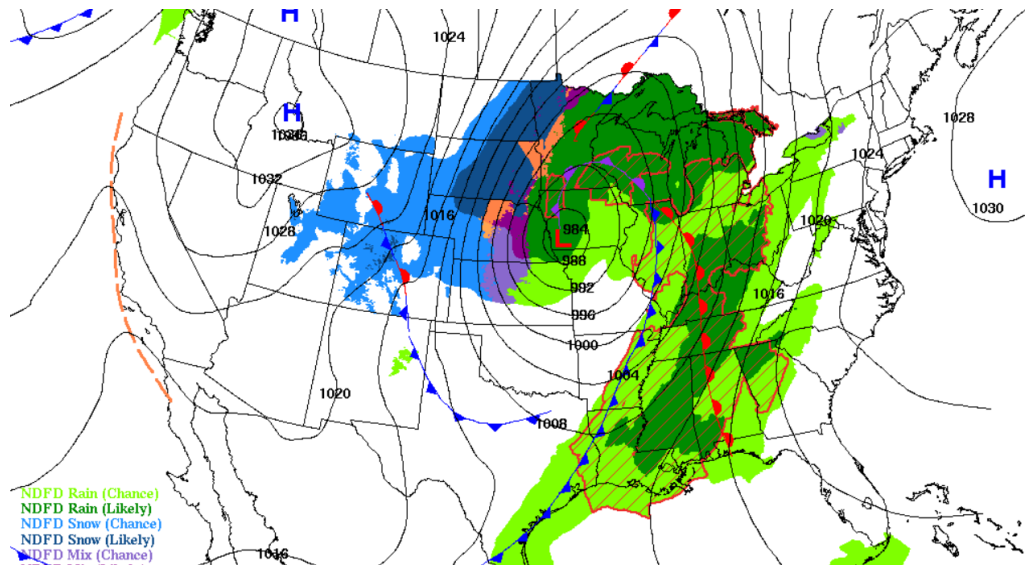 H
1024
H
1028
1028
1032
1024
1016
H
1030
1028
984
L
1020
988
992
1016
996
1000
1004
1020
1008
NDFD Rain (Chance)
NDFD Rain (Likely)
NDFD Snow (Chance)
NDFD Snow (Likely)
NDFD Mix (Chance)
1016